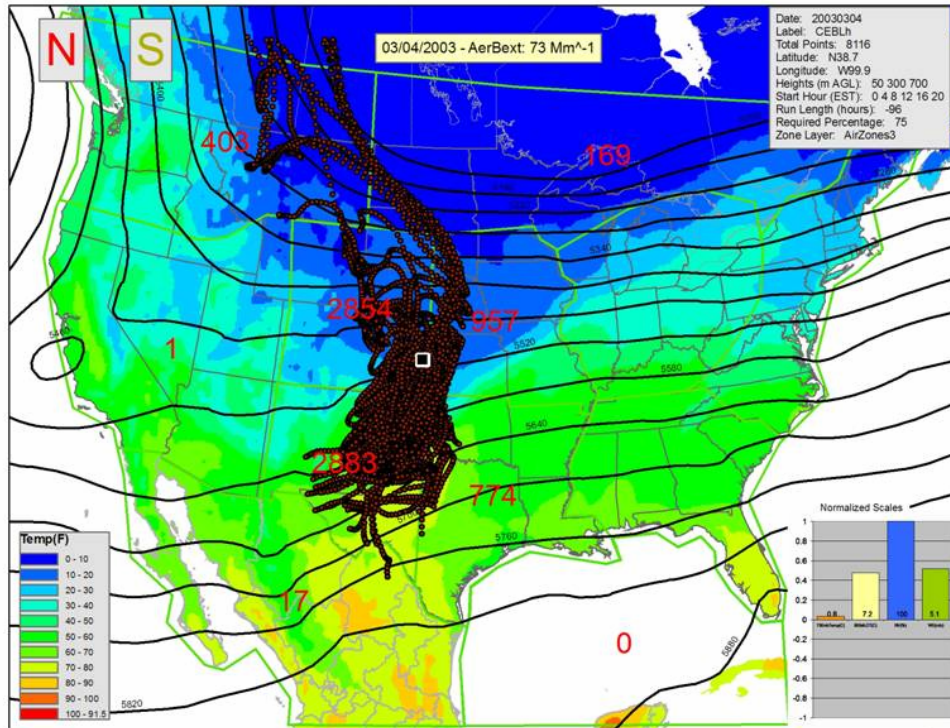 N
S
03/04/2003 - AerBext: 73 Mm^-1
Date: 20030304
Label: CEBLh
Total Points: 8116
Latitude: N38.7
Longitude: W99.9
Heights (m AGL): 50 300 700
Start Hour (EST): 0 4 8 12 16 20
Run Length (hours): -96
Required Percentage: 75
Zone Layer: AirZones3
403
169
5400
5340
2854
957
5460
5520
1
5580
5640
2883
774
5760
17
0
5880
5820
Temp(F)
0 - 10
10 - 20
20 - 30
30 - 40
40 - 50
50 - 60
60 - 70
70 - 80
80 - 90
90 - 100
100 - 91.5
Normalized Scales
1
0.8
0.6
0.4
0.2
0
-0.2
-0.4
-0.6
-0.8
-1
0.8
7.2
100
5.1